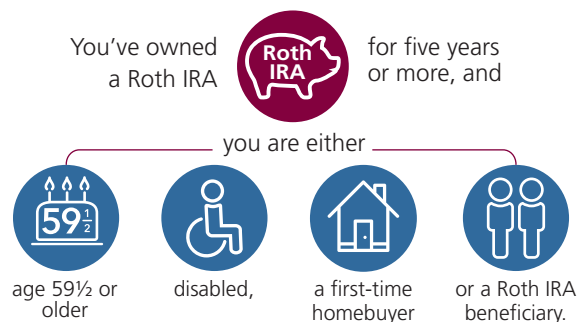 You've owned
a Roth IRA
Roth
IRA
for five years
or more, and
you are either
59½
age 59½ or
older
disabled,
a first-time
homebuyer
or a Roth IRA
beneficiary.